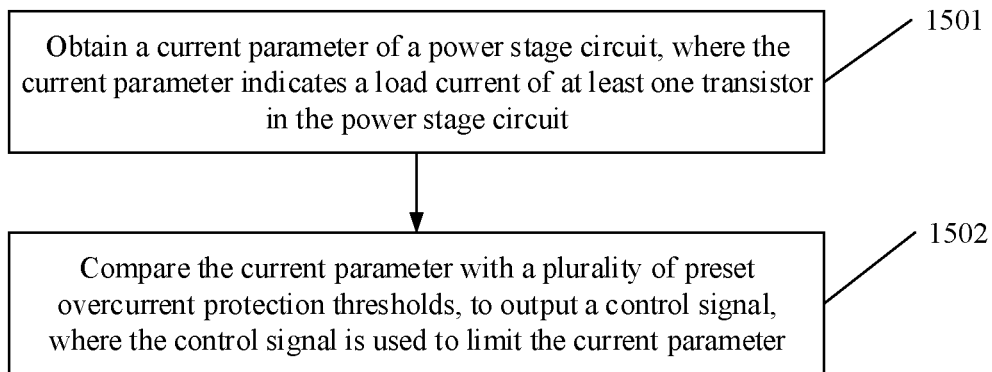 Obtain a current parameter of a power stage circuit, where the
current parameter indicates a load current of at least one transistor
in the power stage circuit
1501
Compare the current parameter with a plurality of preset
overcurrent protection thresholds, to output a control signal,
where the control signal is used to limit the current parameter
1502